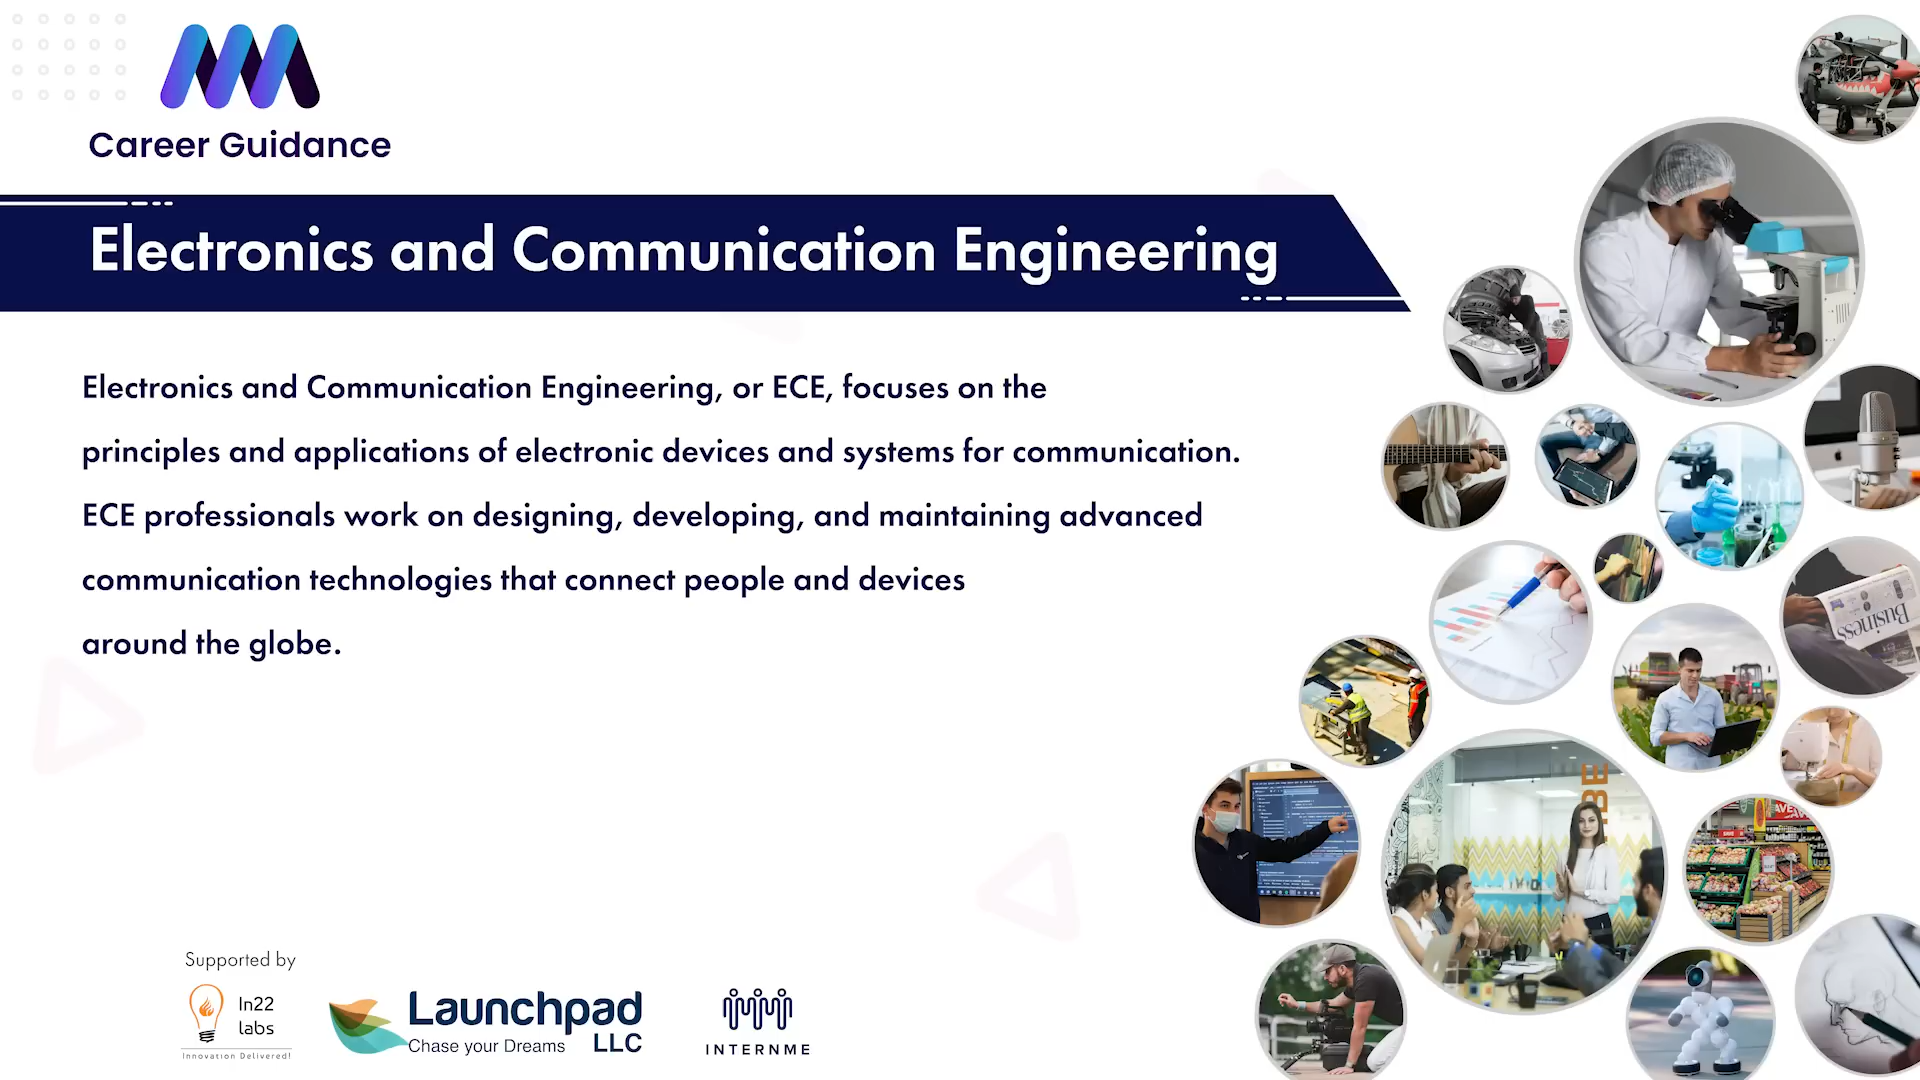 Career Guidance
Electronics and Communication Engineering
Electronics and Communication Engineering, or ECE, focuses on the
principles and applications of electronic devices and systems for communication.
ECE professionals work on designing, developing, and maintaining advanced
communication technologies that connect people and devices
around the globe.
Business
Supported by
In22
labs
Innovation Delivered!
Launchpad
LLC
Chase your Dreams
INTERNME